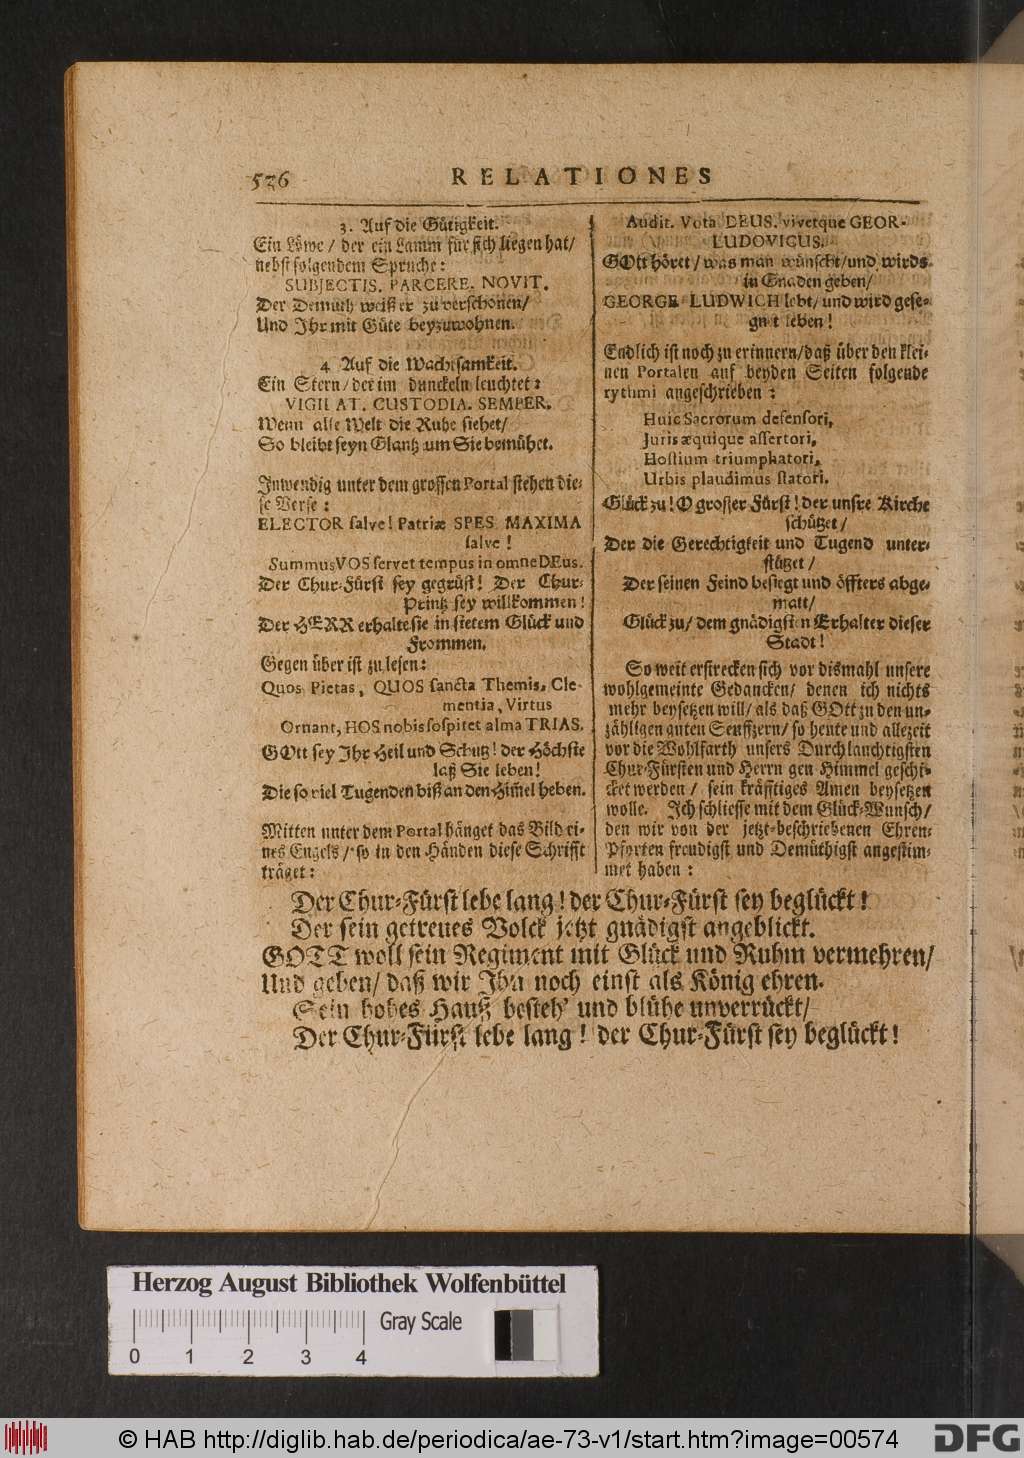 536
RELATIONES
3. Auf die Gütigkeit.
Ein Löwe / der ein Lamm für sich liegen hat/
nebst folgendem Spruche:
SUBJECTIS. PARCERE. NOVIT.
Der Demuth weiß er zu verschonen/
Und Ihr mit Güte beyzuwohnen.
4 Auf die Wachtsamkeit.
Ein Stern / der im dunckeln leuchtet:
VIGILAT. CUSTODIA. SEMPER.
Wenn alle Welt die Ruhe siehet/
So bleibt seyn Glantz um Sie bemühet.
Inwendig unter dem grossen Portal stehen die-
se Verse:
ELECTOR salve! Patriæ SPES MAXIMA
salve!
Summus VOS servet tempus in omne DEus.
Der Chur-Fürst sey gegrüst! Der Chur-
Printz sey willkommen!
Der HERR erhalte sie in stetem Glück und
Frommen.
Gegen über ist zu lesen:
Quos Pietas, QUOS sancta Themis, Cle-
mentia, Virtus
Ornant, HOS nobis sospitet alma TRIAS.
GOtt sey Ihr Heil und Schutz! der Höchste
laß Sie leben!
Die so viel Tugenden biß an den Him̃el heben.
Mitten unter dem Portal hänget das Bild ei-
nes Engels / so in den Händen diese Schrifft
träget:
Audit. Vota DEUS. vivetque GEOR-
LUDOVICUS.
GOtt höret / was man wünscht/und wirds
in Gnaden geben/
GEORGE LUDWICH lebt/ und wird gese-
gnet leben!
Endlich ist noch zu erinnern/daß über den klei-
nen Portalen auf beyden Seiten folgende
rytumi angeschrieben:
Huic Sacrorum defensori,
Juris æquique assertori,
Hostium triumphatori,
Urbis plaudimus statori.
Glück zu! O grosser Fürst! der unsre Kirche
schützet/
Der die Gerechtigkeit und Tugend unter-
stützet/
Der seinen Feind besiegt und öffters abge-
matt/
Glück zu/ dem gnädigsten Erhalter dieser
Stadt!
So weit erstrecken sich vor dismahl unsere
wohlgemeinte Gedancken/ denen ich nichts
mehr beysetzen will/ als daß GOtt zu den un-
zähligen guten Seuffzern/ so heute und allezeit
vor die Wohlfarth unsers Durchlauchtigsten
Chur-Fürsten und Herrn gen Himmel geschi-
cket werden / sein kräfftiges Amen beysetzen
wolle. Ich schliesse mit dem Glück-Wunsch/
den wir von der jetzt-beschriebenen Ehren-
Pforten freudigst und Demüthigst angestim-
met haben:
Der Chur-Fürst lebe lang! der Chur-Fürst sey beglückt!
Der sein getreues Volck jetzt gnädigst angeblickt.
GOTT woll sein Regiment mit Glück und Ruhm vermehren/
Und geben/ daß wir Ihn noch einst als König ehren.
Sein hohes Hauß besteh' und blühe unverrückt/
Der Chur-Fürst lebe lang! der Chur-Fürst sey beglückt!
Herzog August Bibliothek Wolfenbüttel
Gray Scale
0 1 2 3 4
© HAB http://diglib.hab.de/periodica/ae-73-v1/start.htm?image=00574
DFG